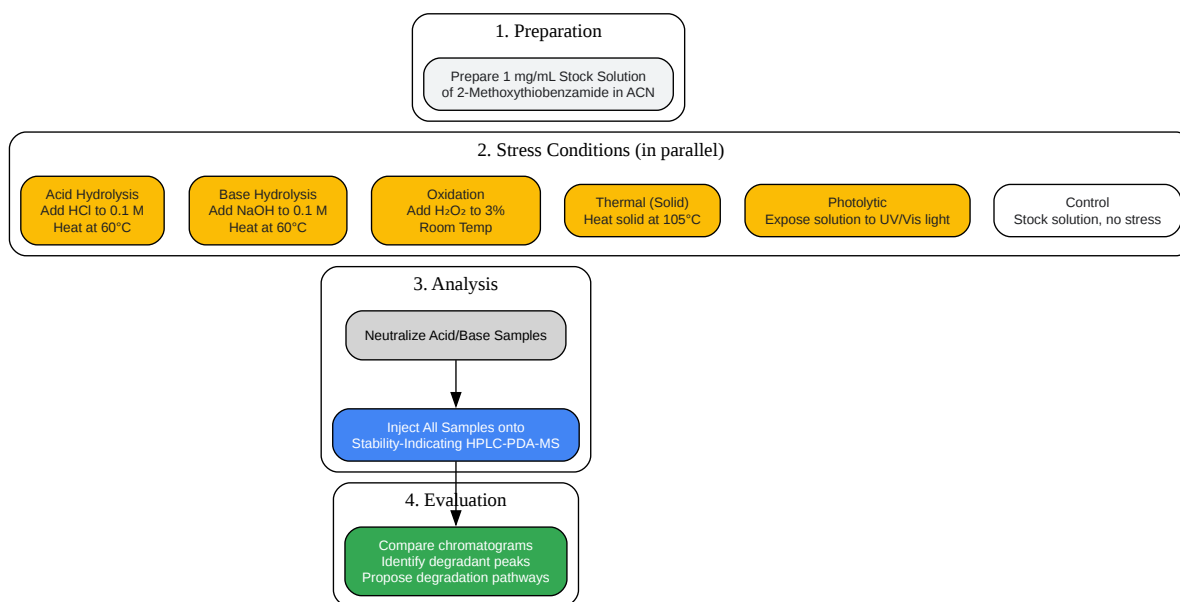 1. Preparation
Prepare 1 mg/mL Stock Solution
of 2-Methoxythiobenzamide in ACN
2. Stress Conditions (in parallel)
Acid Hydrolysis
Add HCl to 0.1 M
Heat at 60°C
Base Hydrolysis
Add NaOH to 0.1 M
Heat at 60°C
Oxidation
Add H₂O₂ to 3%
Room Temp
Thermal (Solid)
Heat solid at 105°C
Photolytic
Expose solution to UV/Vis light
Control
Stock solution, no stress
3. Analysis
Neutralize Acid/Base Samples
Inject All Samples onto
Stability-Indicating HPLC-PDA-MS
4. Evaluation
Compare chromatograms
Identify degradant peaks
Propose degradation pathways